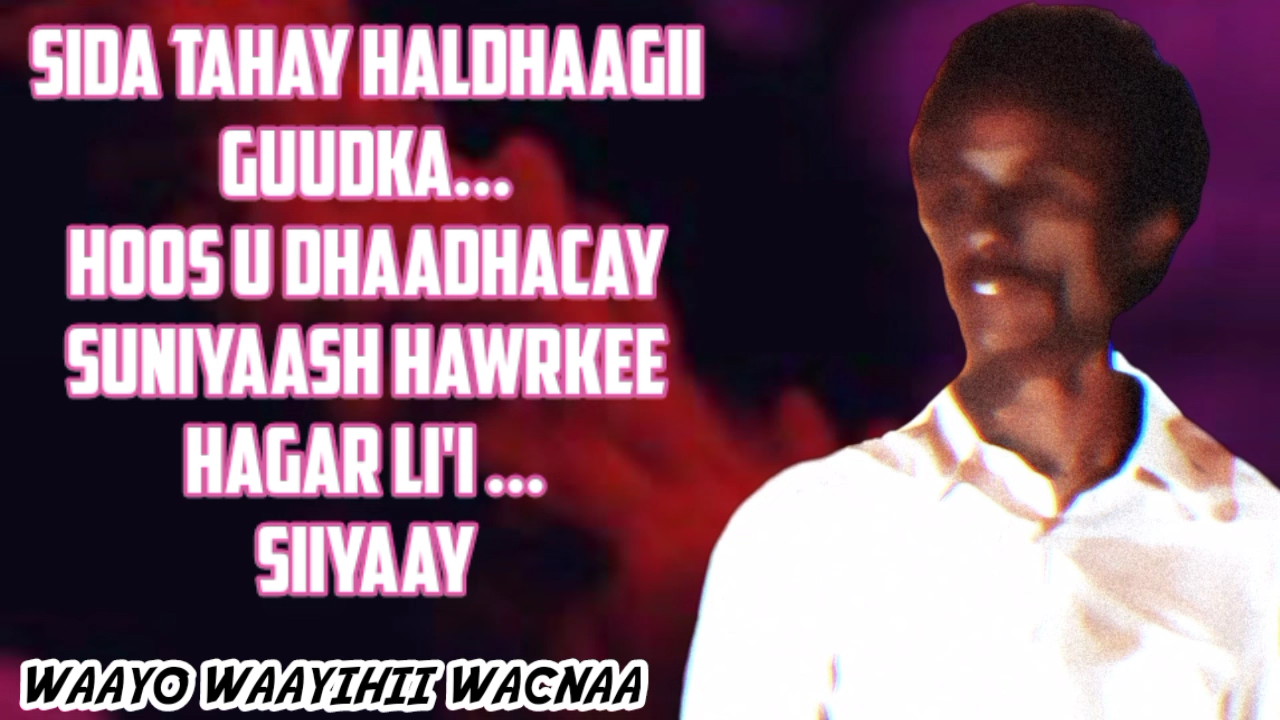 SIDA TAHAY HALDHAAGII
GUUDKA...
HOOS U DHAADHACAY
SUNIYAASH HAWRKEE
HAGAR LI'I ...
SIIYAAY
WAAYO WAAYIHII WACNAA